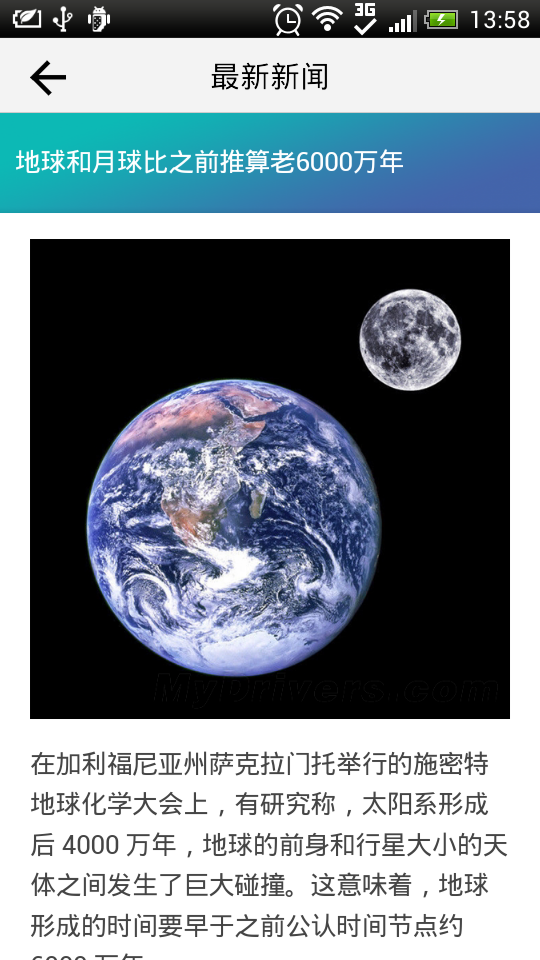 3G
13:58
最新新闻
地球和月球比之前推算老6000万年
MyDrivers.com
在加利福尼亚州萨克拉门托举行的施密特
地球化学大会上，有研究称，太阳系形成
后 4000 万年，地球的前身和行星大小的天
体之间发生了巨大碰撞。这意味着，地球
形成的时间要早于之前公认时间节点约
6000 万年